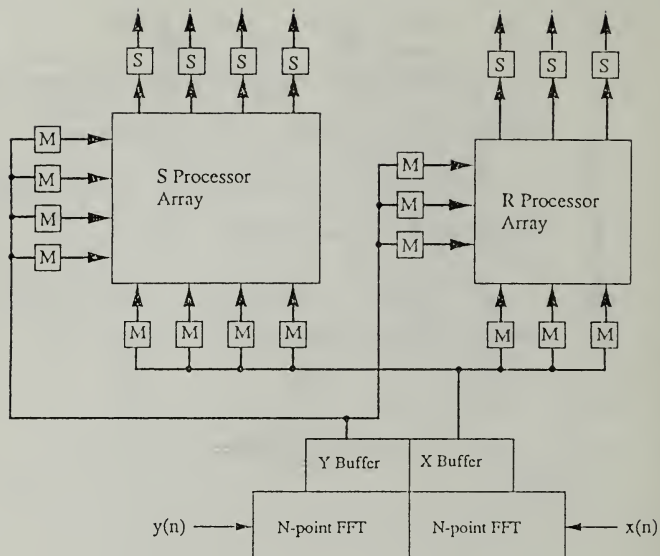 S S S S
S S S
M
M
M
M
S Processor
Array
M
M
M
R Processor
Array
M M M M
M M M
Y Buffer
X Buffer
y(n)
N-point FFT
N-point FFT
x(n)